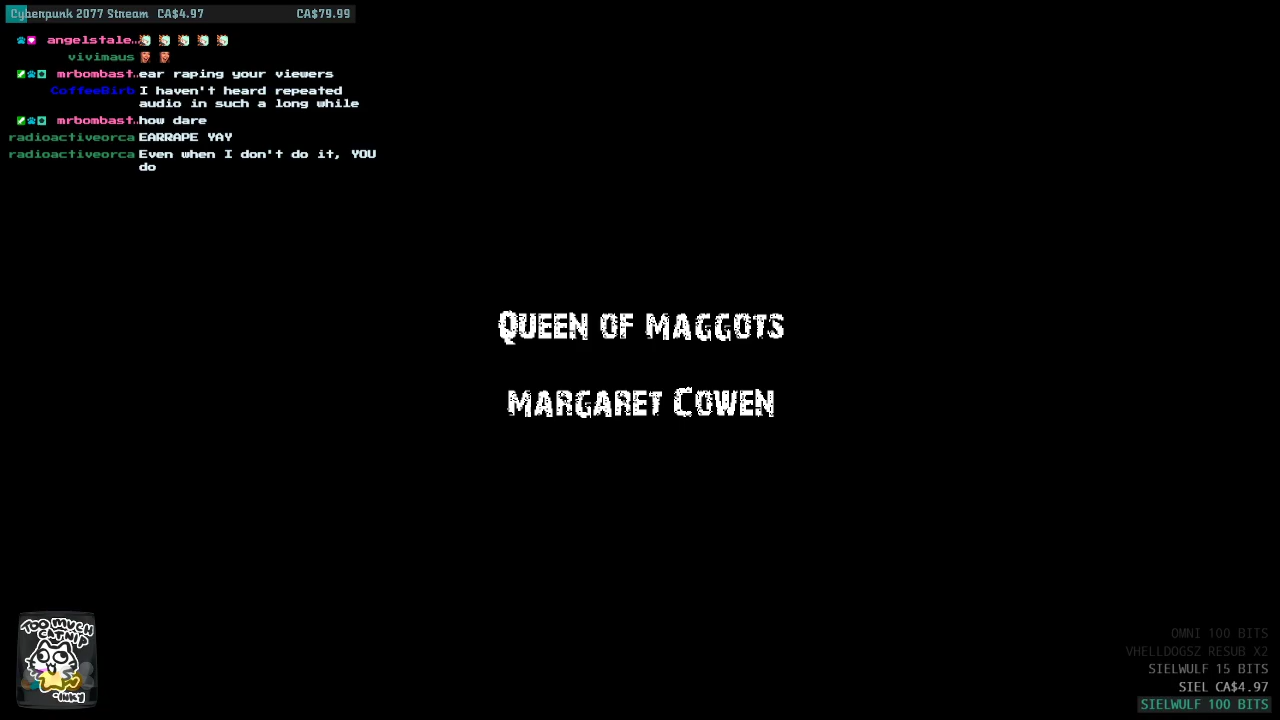 Cyberpunk 2077 Stream CA$4.97 CA$79.99
angelstale..
vivimaus
mrbombast.. ear raping your viewers
CoffeeBirb I haven't heard repeated
audio in such a long while
mrbombast.. how dare
radioactiveorca EARRAPE YAY
radioactiveorca Even when I don't do it, YOU
do
QUEEN OF MAGGOTS
MARGARET COWEN
TOO MUCH
CATNIP
-INKY
OMNI 100 BITS
VHELLDOGSZ RESUB X2
SIELWULF 15 BITS
SIEL CA$4.97
SIELWULF 100 BITS